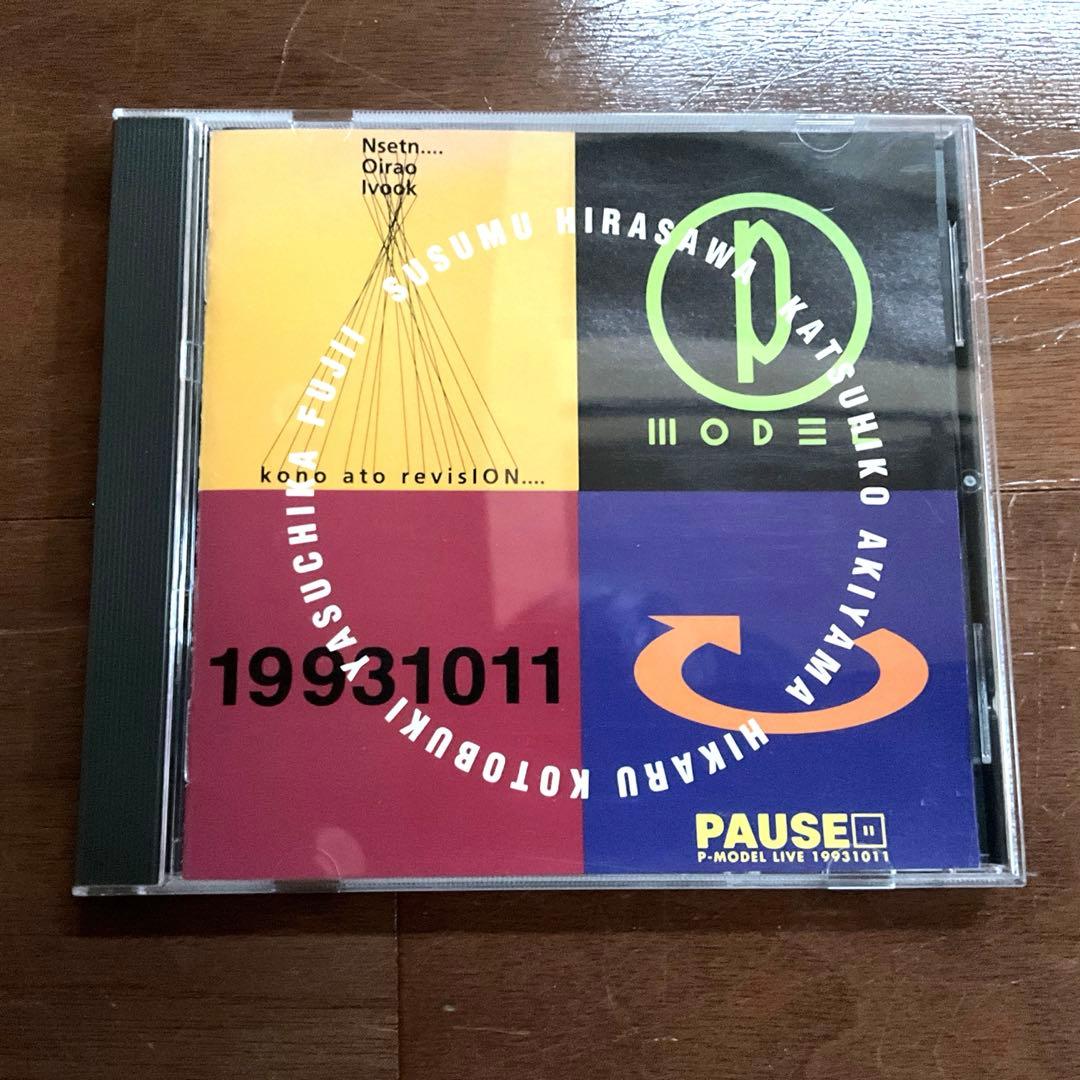 Nsetn....
Oirao
Ivook
kono ato revisION....
SUSUMU HIRASAWA KATSUHIKO AKIYAMA HIKARU KOTOBUKI YASUCHIKA FUJII
p
MODEL
19931011
PAUSE
P-MODEL LIVE 19931011